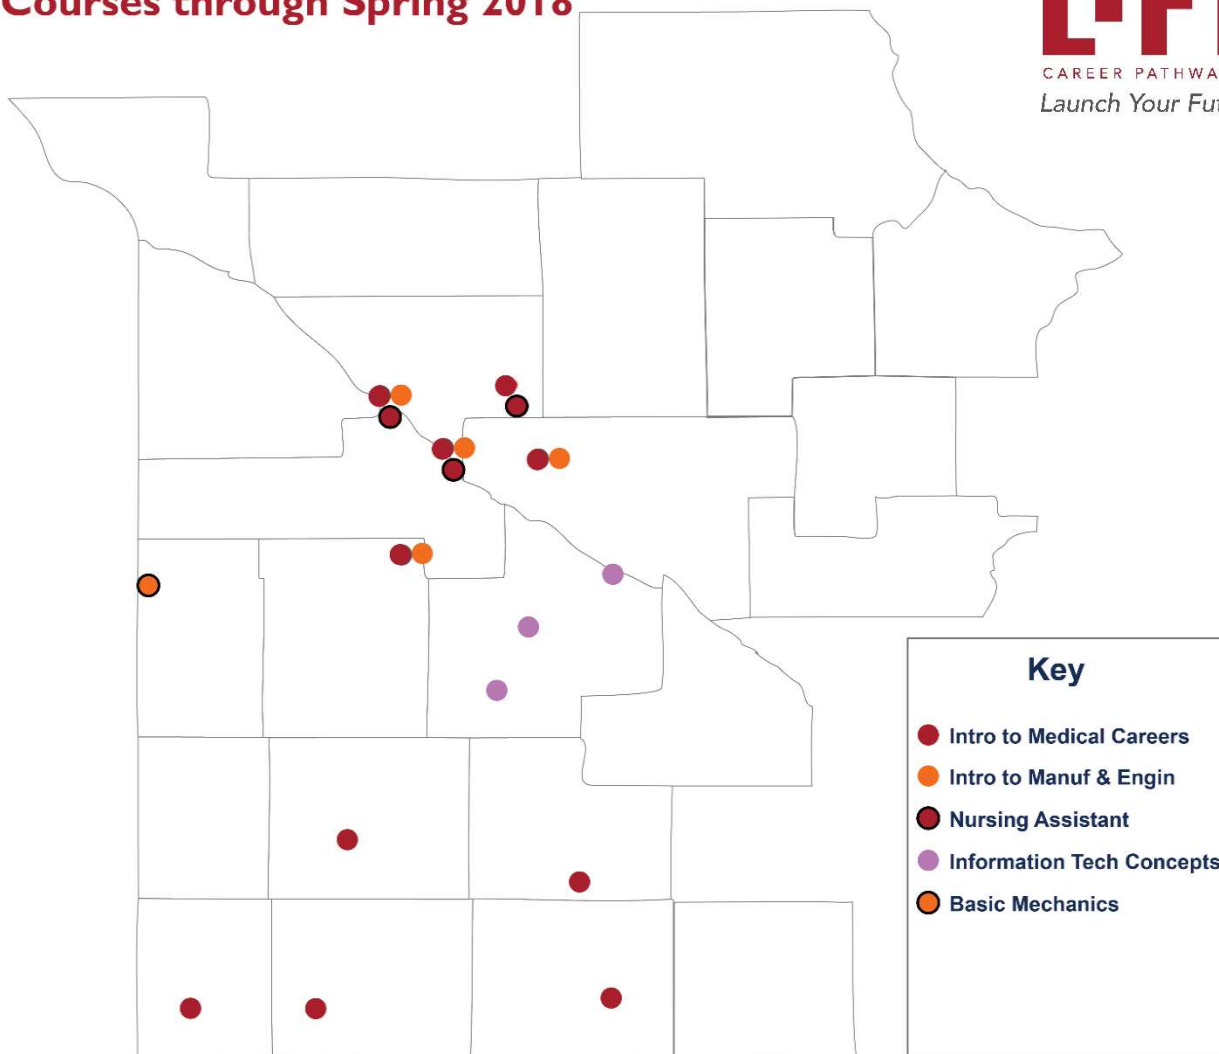 Courses through Spring 2018
CAREER PATHWA
Launch Your Fut
Key
Intro to Medical Careers
Intro to Manuf & Engin
Nursing Assistant
Information Tech Concepts
Basic Mechanics